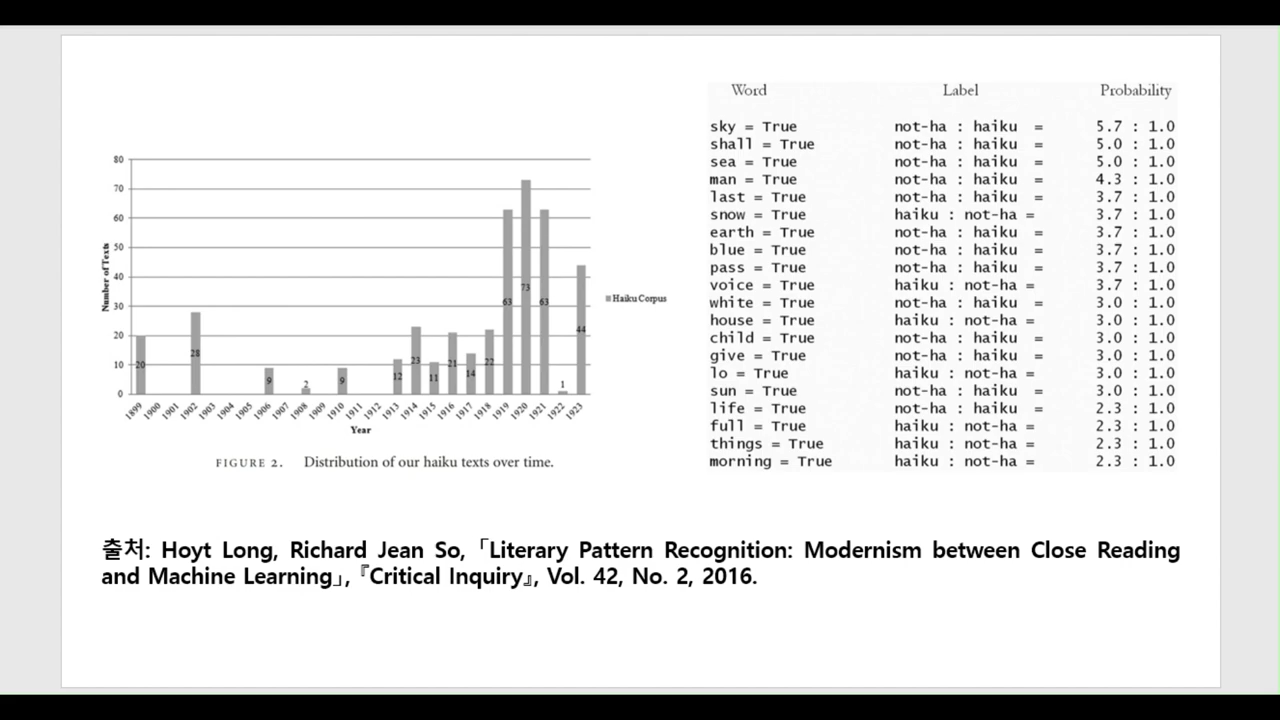 80
70
60
50
40
30
20
10
0
Number of Texts
20
28
9
2
9
12
23
11
21
14
22
63
73
63
1
44
1899 1900 1901 1902 1903 1904 1905 1906 1907 1908 1909 1910 1911 1912 1913 1914 1915 1916 1917 1918 1919 1920 1921 1922 1923
Year
Haiku Corpus
FIGURE 2. Distribution of our haiku texts over time.
Word Label Probability
sky = True not-ha : haiku = 5.7 : 1.0
shall = True not-ha : haiku = 5.0 : 1.0
sea = True not-ha : haiku = 5.0 : 1.0
man = True not-ha : haiku = 4.3 : 1.0
last = True not-ha : haiku = 3.7 : 1.0
snow = True haiku : not-ha = 3.7 : 1.0
earth = True not-ha : haiku = 3.7 : 1.0
blue = True not-ha : haiku = 3.7 : 1.0
pass = True not-ha : haiku = 3.7 : 1.0
voice = True haiku : not-ha = 3.7 : 1.0
white = True not-ha : haiku = 3.0 : 1.0
house = True haiku : not-ha = 3.0 : 1.0
child = True not-ha : haiku = 3.0 : 1.0
give = True not-ha : haiku = 3.0 : 1.0
lo = True haiku : not-ha = 3.0 : 1.0
sun = True not-ha : haiku = 3.0 : 1.0
life = True not-ha : haiku = 2.3 : 1.0
full = True haiku : not-ha = 2.3 : 1.0
things = True haiku : not-ha = 2.3 : 1.0
morning = True haiku : not-ha = 2.3 : 1.0
출처: Hoyt Long, Richard Jean So, 「Literary Pattern Recognition: Modernism between Close Reading
and Machine Learning」, 『Critical Inquiry』, Vol. 42, No. 2, 2016.